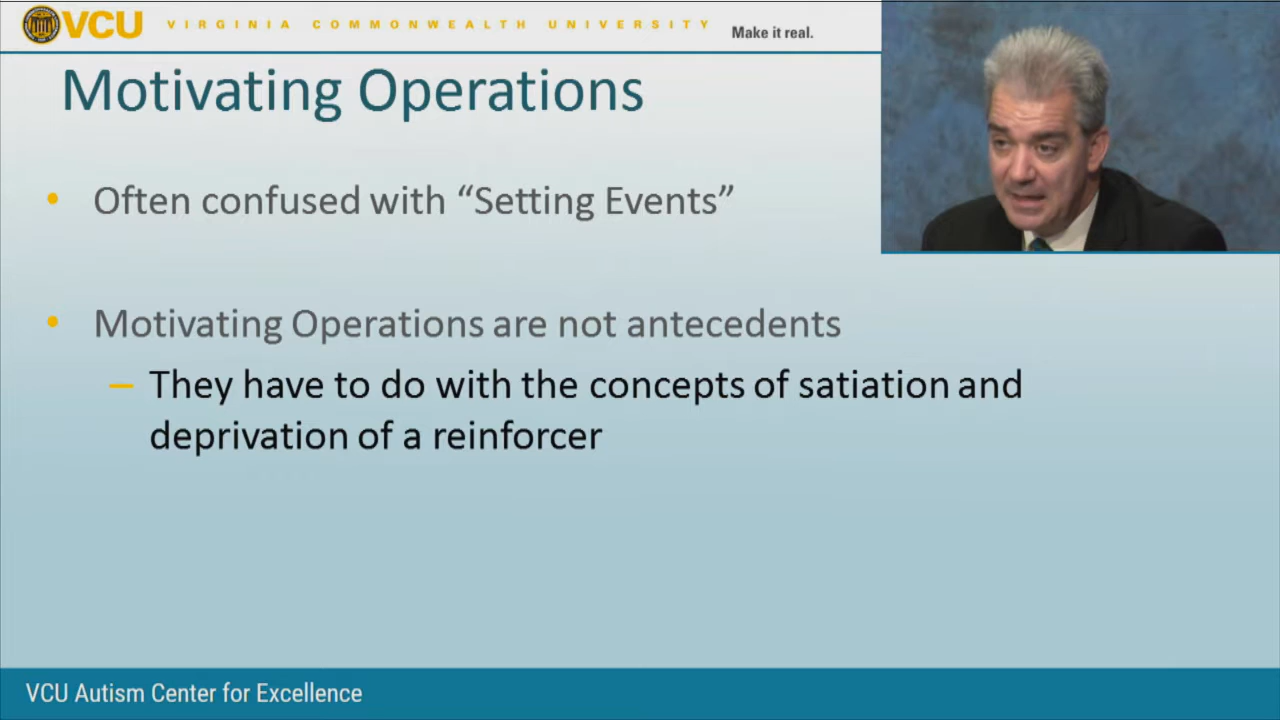 VCU VIRGINIA COMMONWEALTH UNIVERSITY Make it real.
Motivating Operations
• Often confused with “Setting Events”
• Motivating Operations are not antecedents
– They have to do with the concepts of satiation and
deprivation of a reinforcer
VCU Autism Center for Excellence